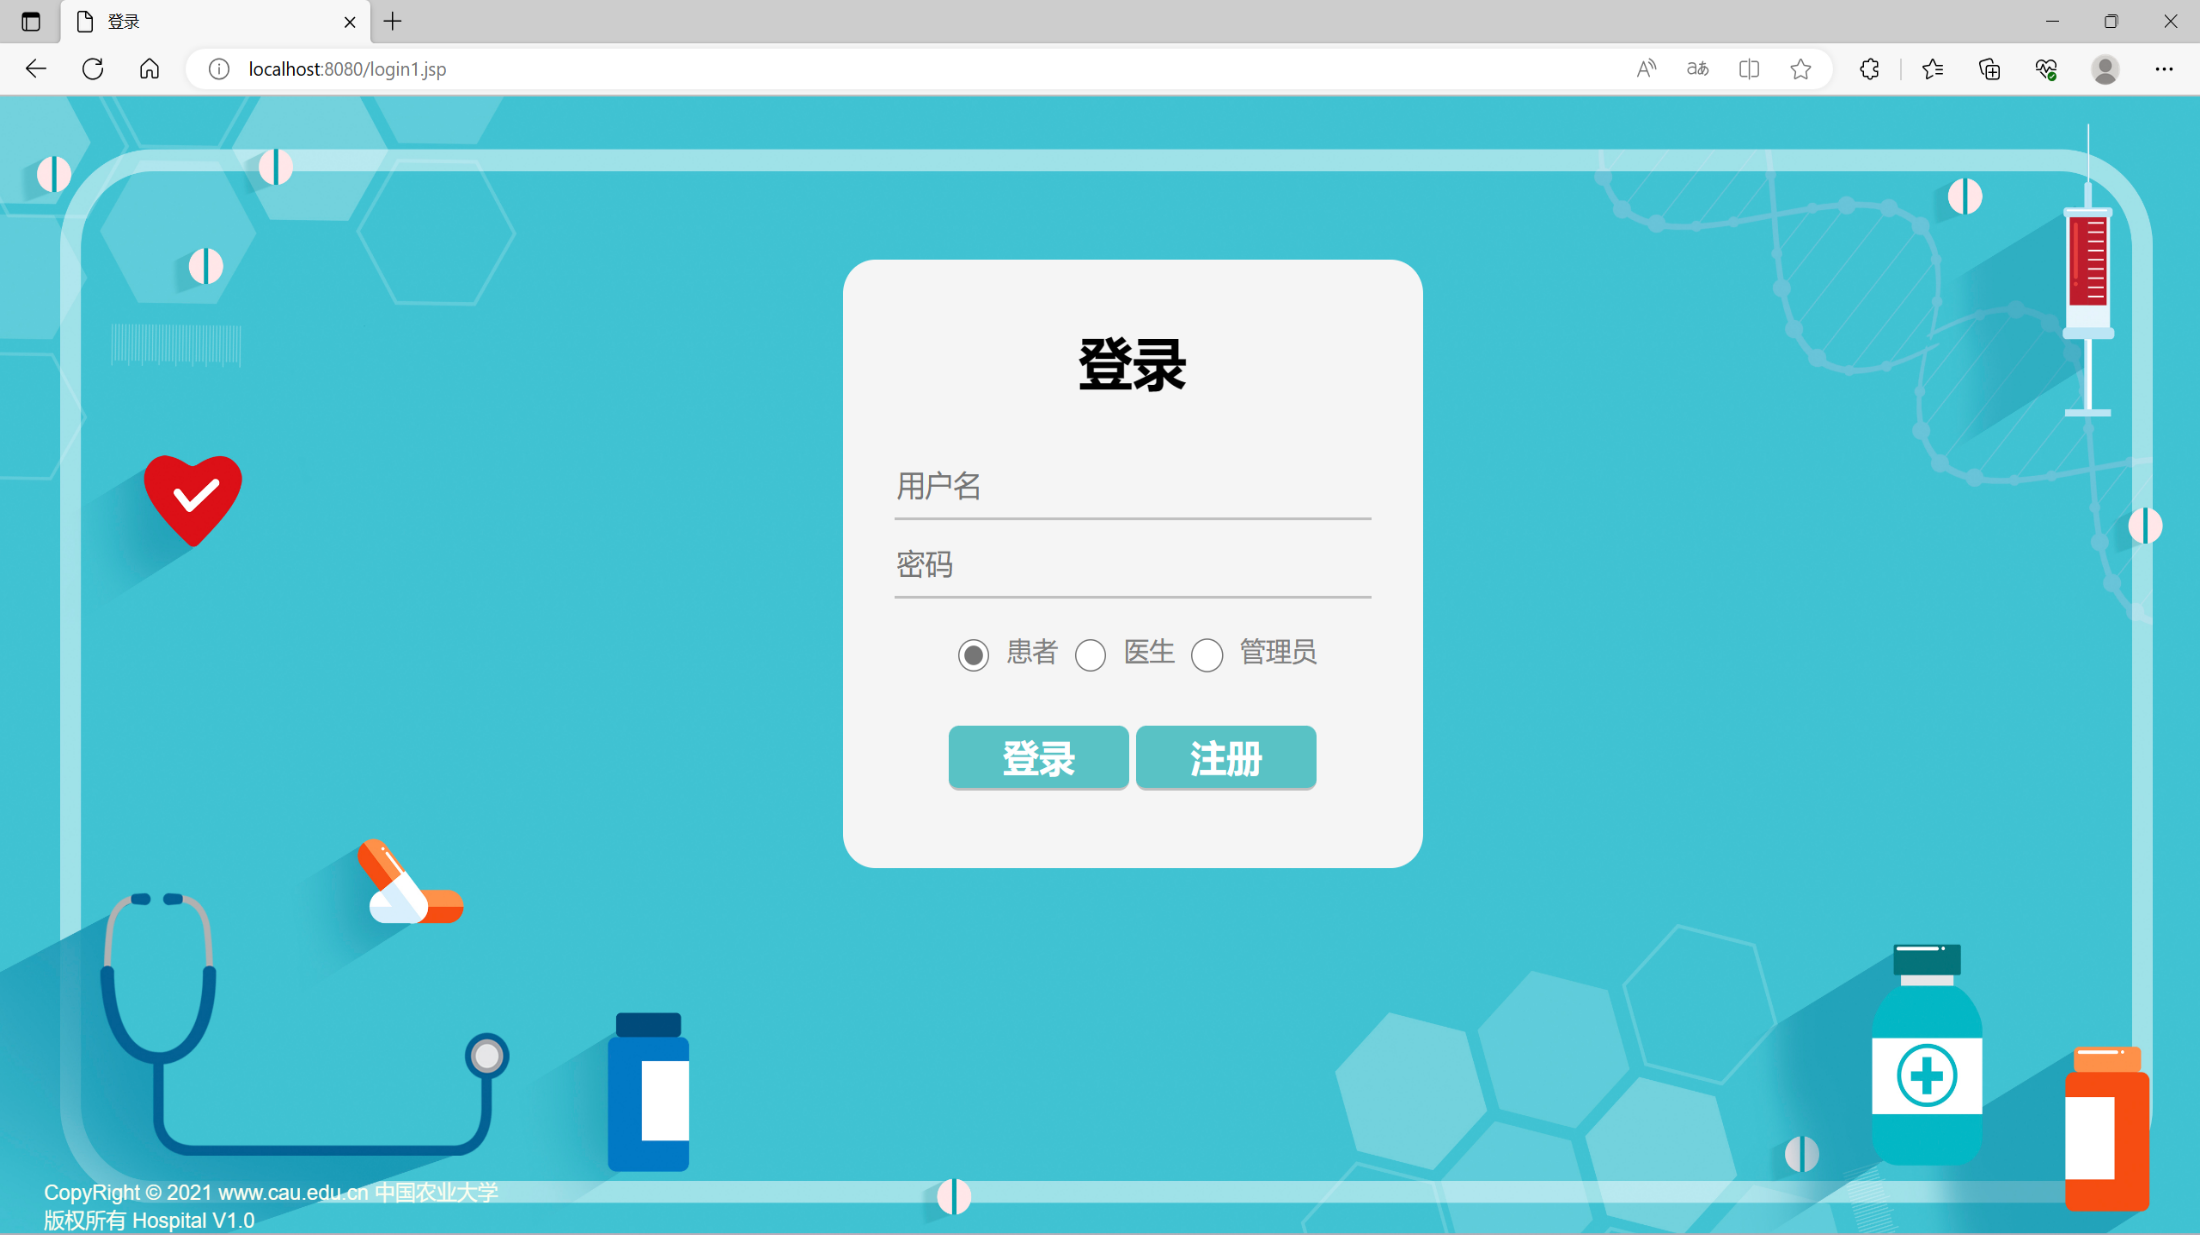 登录
localhost:8080/login1.jsp
登录
用户名
密码
患者 医生 管理员
登录 注册
CopyRight © 2021 www.cau.edu.cn 中国农业大学
版权所有 Hospital V1.0